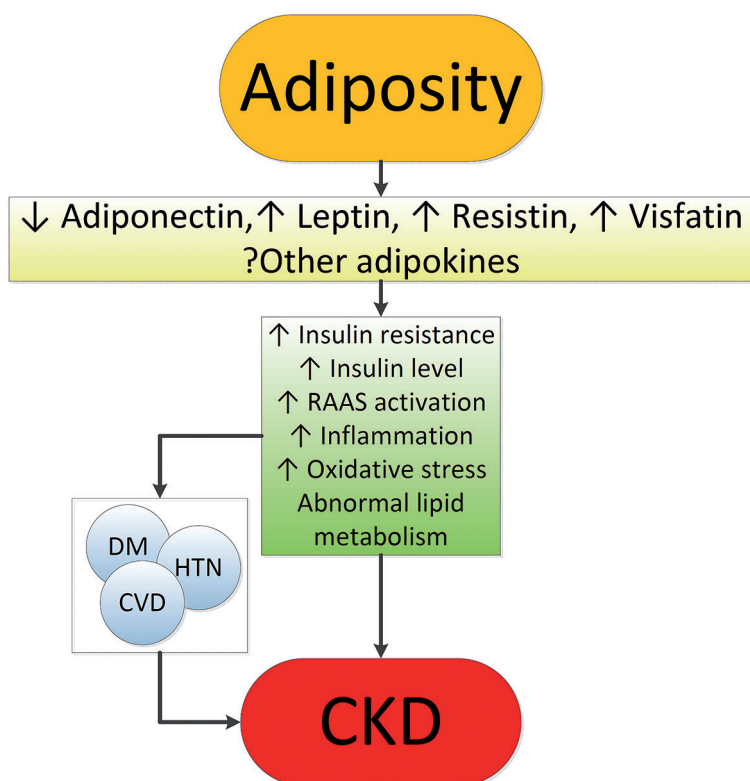 Adiposity
↓ Adiponectin,↑ Leptin, ↑ Resistin, ↑ Visfatin
?Other adipokines
↑ Insulin resistance
↑ Insulin level
↑ RAAS activation
↑ Inflammation
↑ Oxidative stress
Abnormal lipid
metabolism
DM
HTN
CVD
CKD